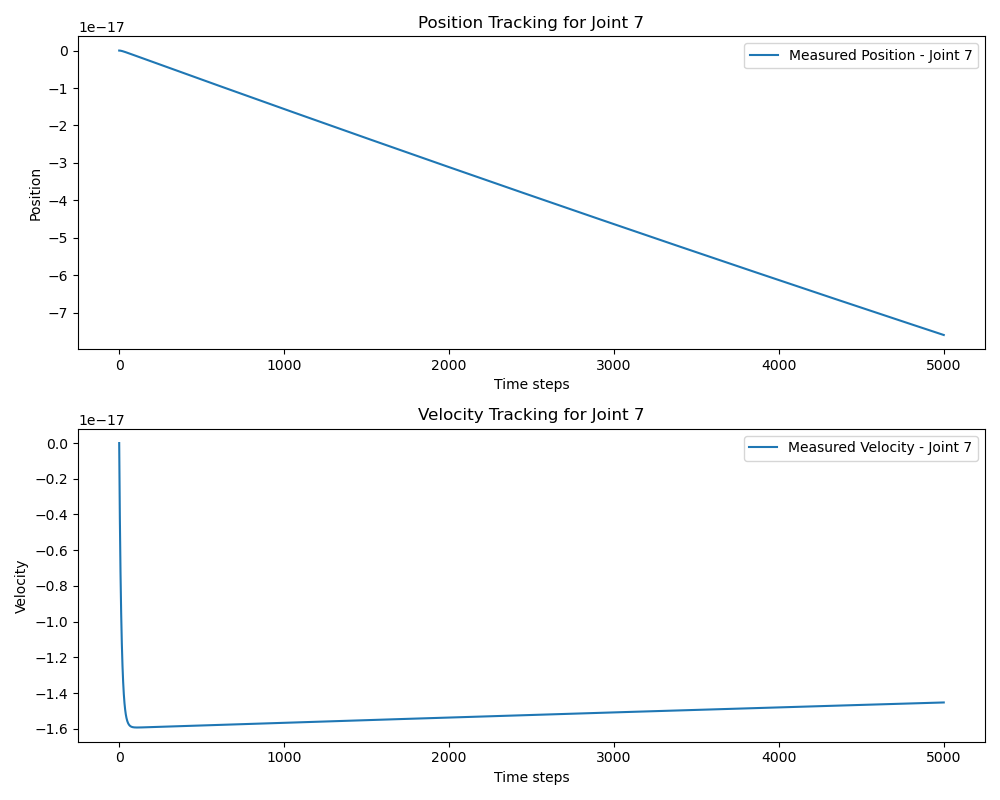 Position Tracking for Joint 7
1e−17
Measured Position - Joint 7
0
−1
−2
−3
−4
−5
−6
−7
Position
0 1000 2000 3000 4000 5000
Time steps
Velocity Tracking for Joint 7
1e−17
Measured Velocity - Joint 7
0.0
−0.2
−0.4
−0.6
−0.8
−1.0
−1.2
−1.4
−1.6
Velocity
0 1000 2000 3000 4000 5000
Time steps